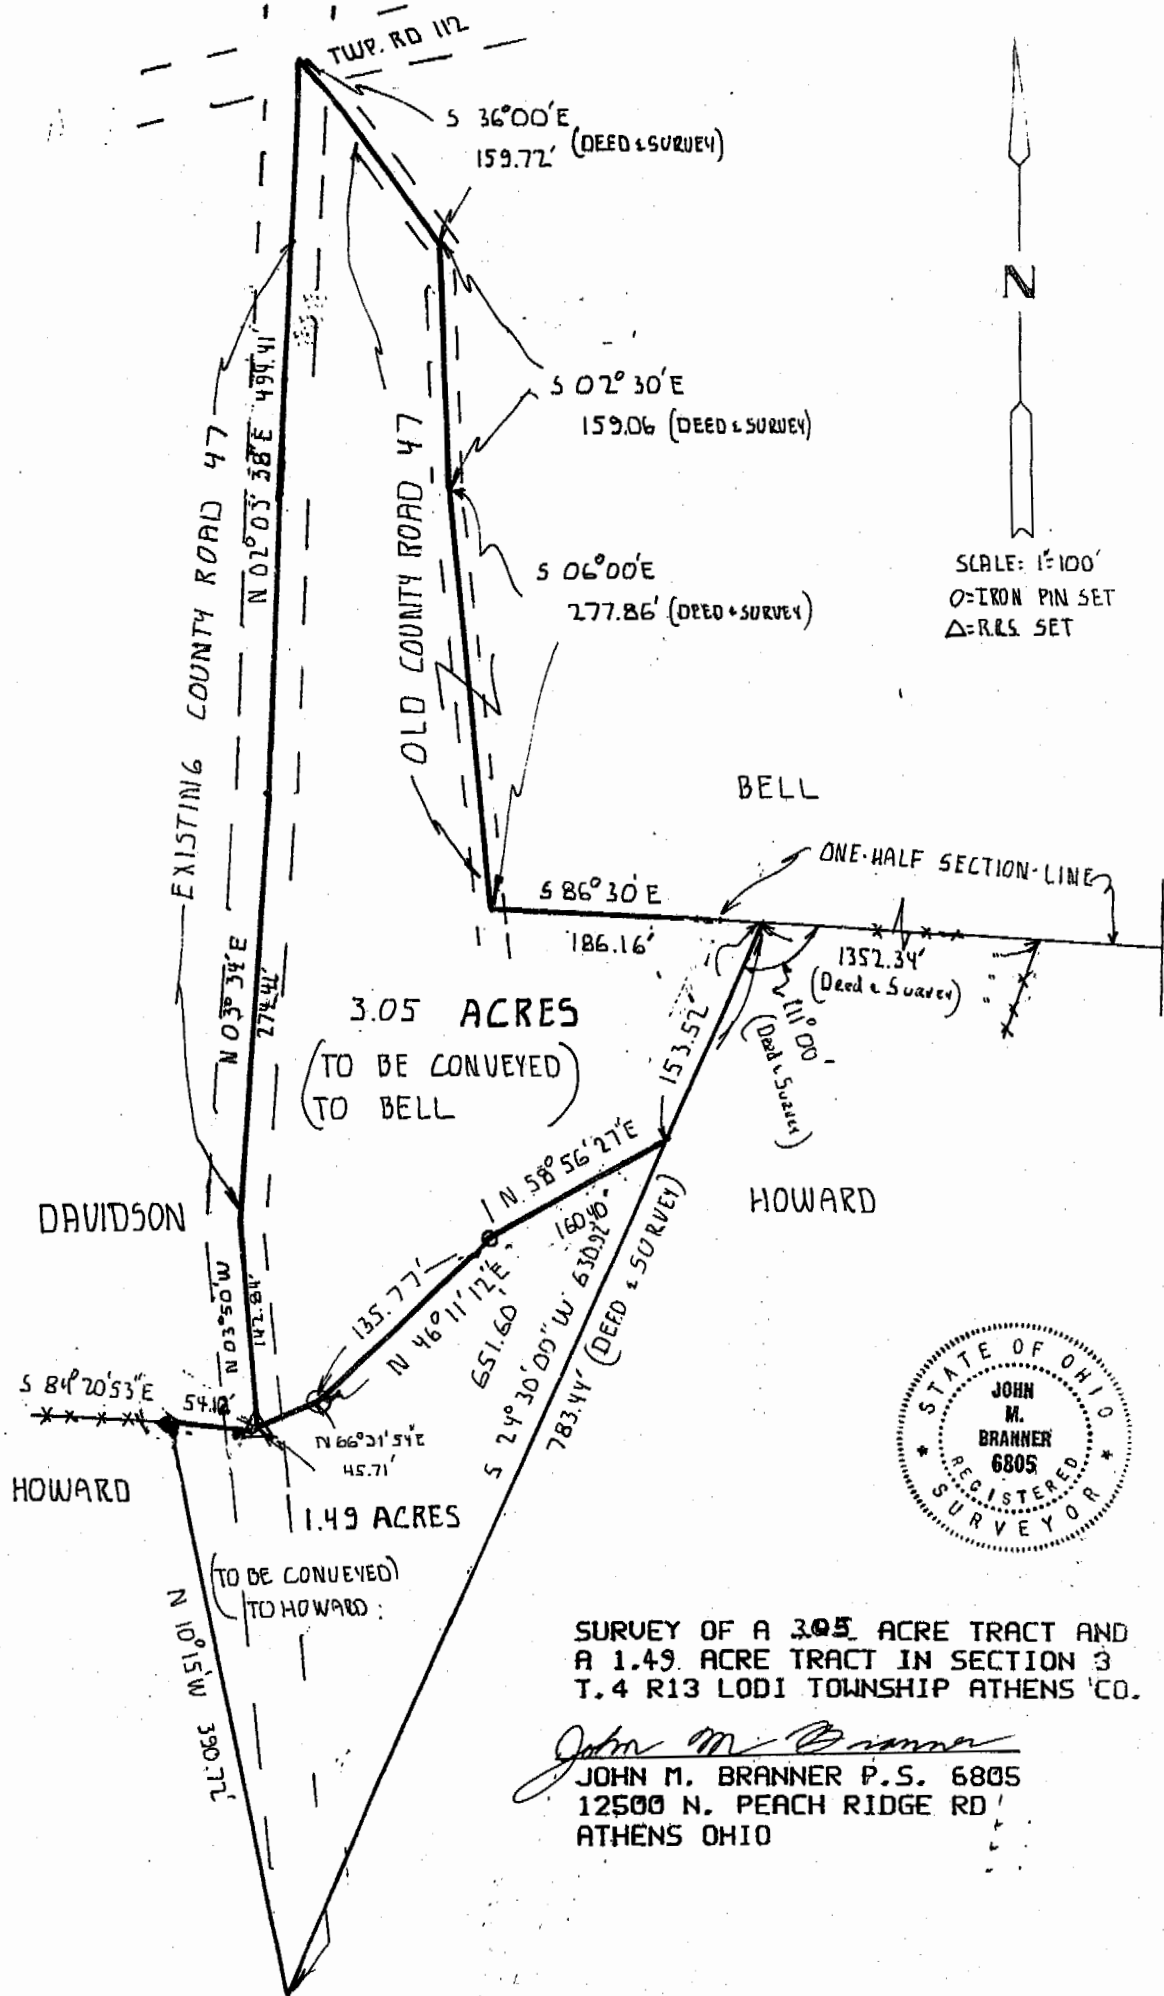 TWP. RD 112
S 36°00'E
159.72' (DEED & SURVEY)
N
S 02° 30'E
159.06 (DEED & SURVEY)
N 02° 03' 38"E 494.41'
EXISTING COUNTY ROAD 47
OLD COUNTY ROAD 47
S 06°00'E
277.86' (DEED & SURVEY)
SCALE: 1"=100'
O=IRON PIN SET
△=R.R.S. SET
BELL
ONE-HALF SECTION-LINE
S 86° 30' E
186.16'
1352.34'
(Deed & Survey)
111° 00'
(Deed & Survey)
N 03° 34' E
274.41'
3.05 ACRES
(TO BE CONVEYED)
(TO BELL)
153.52'
N 58° 56' 27"E
160.40
HOWARD
DAVIDSON
135.77'
N 46° 11' 12"E
651.60'
S 24° 30' 00" W 630.92'
783.44' (DEED & SURVEY)
N 03° 50' W
142.84'
S 84° 20' 53" E
54.12'
N 66° 21' 54"E
45.71'
HOWARD
1.49 ACRES
(TO BE CONVEYED)
TO HOWARD
N 10° 15' W 390.72'
STATE OF OHIO
JOHN
M.
BRANNER
6805
REGISTERED
SURVEYOR
SURVEY OF A 3.05 ACRE TRACT AND
A 1.49 ACRE TRACT IN SECTION 3
T.4 R13 LODI TOWNSHIP ATHENS CO.
John M Branner
JOHN M. BRANNER P.S. 6805
12500 N. PEACH RIDGE RD
ATHENS OHIO